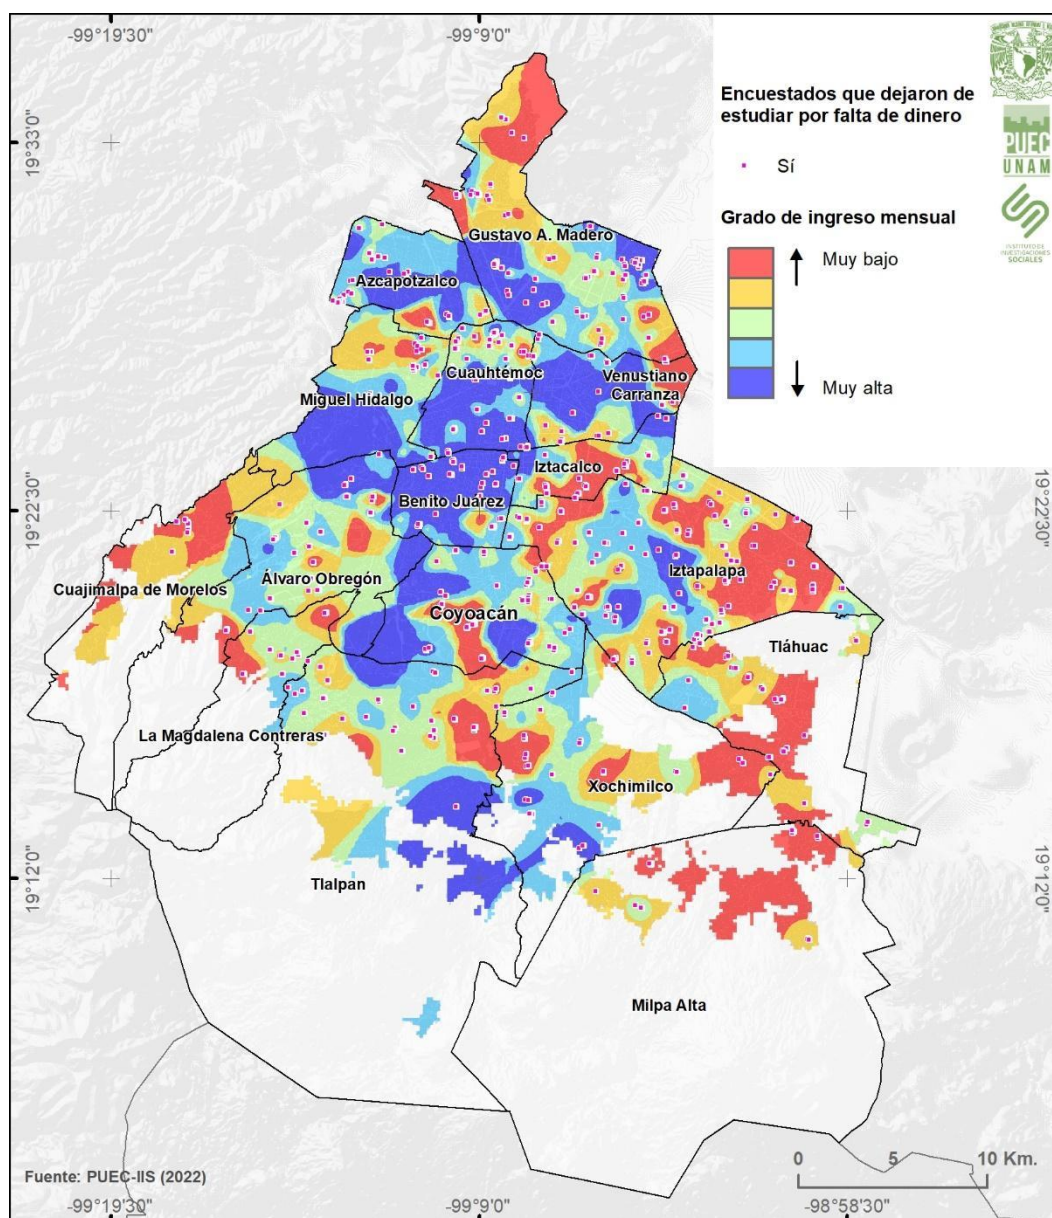 -99°19'30"
-99°9'0"
19°33'0"
Encuestados que dejaron de
estudiar por falta de dinero
Sí
PUEC
UNAM
Grado de ingreso mensual
INSTITUTO DE
INVESTIGACIONES
SOCIALES
Muy bajo
Muy alta
Gustavo A. Madero
Azcapotzalco
Cuauhtémoc
Venustiano
Carranza
Miguel Hidalgo
Iztacalco
Benito Juárez
19°22'30"
19°22'30"
Iztapalapa
Álvaro Obregón
Cuajimalpa de Morelos
Coyoacán
Tláhuac
La Magdalena Contreras
Xochimilco
Tlalpan
19°12'0"
19°12'0"
Milpa Alta
Fuente: PUEC-IIS (2022)
0 5 10 Km.
-99°19'30"
-99°9'0"
-98°58'30"